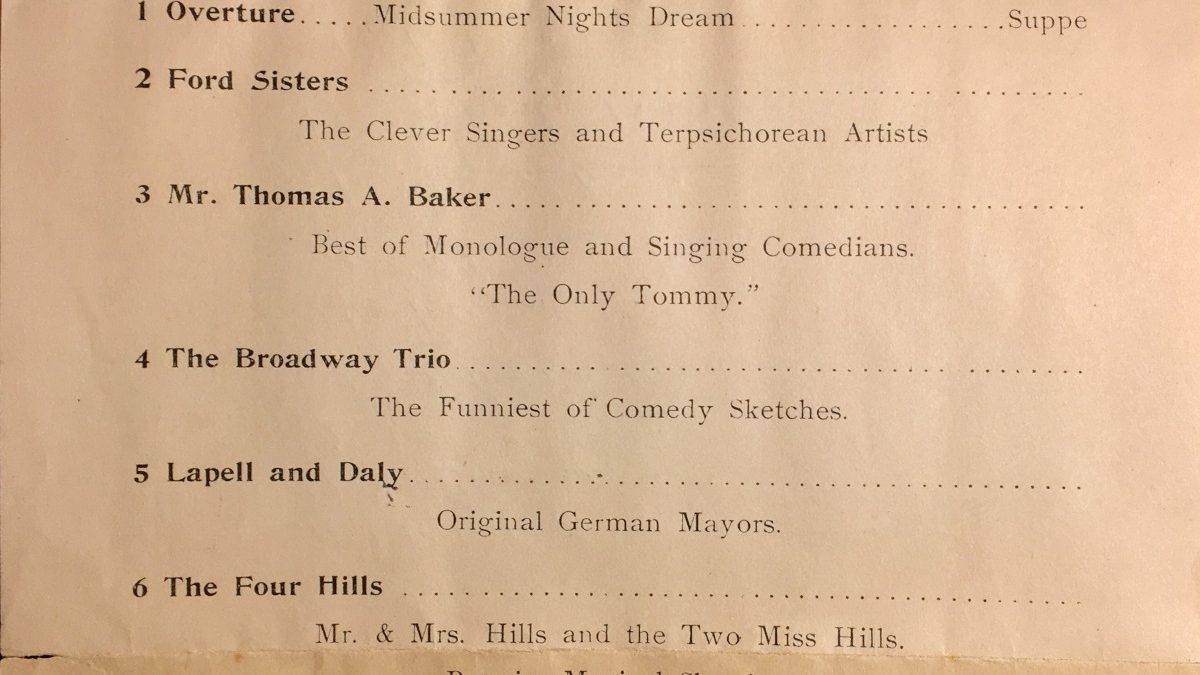 1 Overture.....Midsummer Nights Dream..................Suppe
2 Ford Sisters
The Clever Singers and Terpsichorean Artists
3 Mr. Thomas A. Baker
Best of Monologue and Singing Comedians.
“The Only Tommy.”
4 The Broadway Trio
The Funniest of Comedy Sketches.
5 Lapell and Daly
Original German Mayors.
6 The Four Hills
Mr. & Mrs. Hills and the Two Miss Hills.